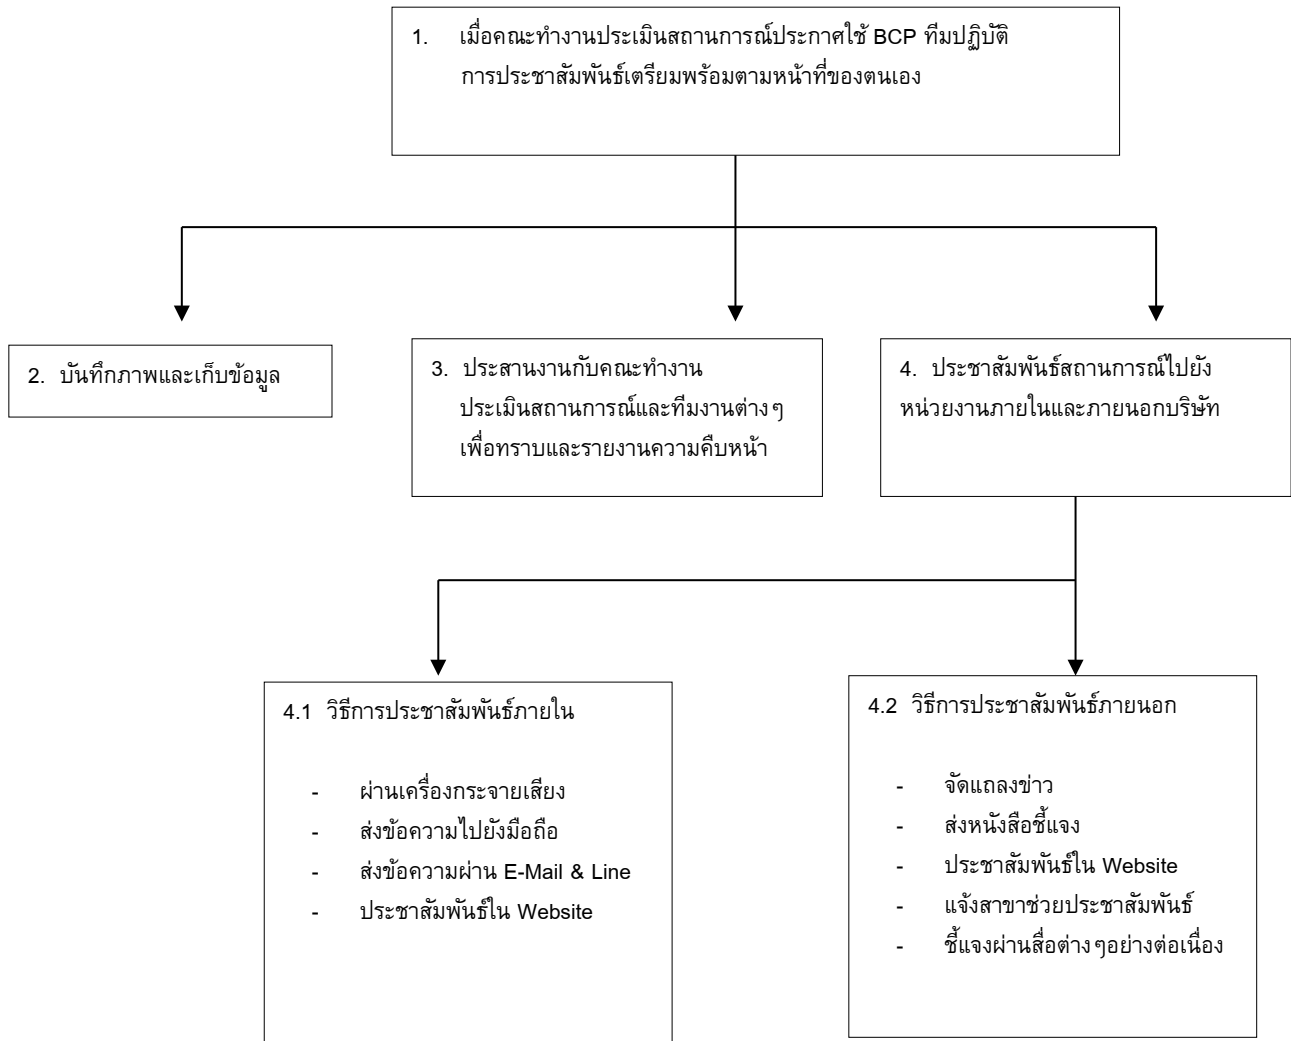 1. เมื่อคณะทำงานประเมินสถานการณ์ประกาศใช้ BCP ทีมปฏิบัติ
การประชาสัมพันธ์เตรียมพร้อมตามหน้าที่ของตนเอง
2. บันทึกภาพและเก็บข้อมูล
3. ประสานงานกับคณะทำงาน
ประเมินสถานการณ์และทีมงานต่างๆ
เพื่อทราบและรายงานความคืบหน้า
4. ประชาสัมพันธ์สถานการณ์ไปยัง
หน่วยงานภายในและภายนอกบริษัท
4.1 วิธีการประชาสัมพันธ์ภายใน
- ผ่านเครื่องกระจายเสียง
- ส่งข้อความไปยังมือถือ
- ส่งข้อความผ่าน E-Mail & Line
- ประชาสัมพันธ์ใน Website
4.2 วิธีการประชาสัมพันธ์ภายนอก
- จัดแถลงข่าว
- ส่งหนังสือชี้แจง
- ประชาสัมพันธ์ใน Website
- แจ้งสาขาช่วยประชาสัมพันธ์
- ชี้แจงผ่านสื่อต่างๆอย่างต่อเนื่อง